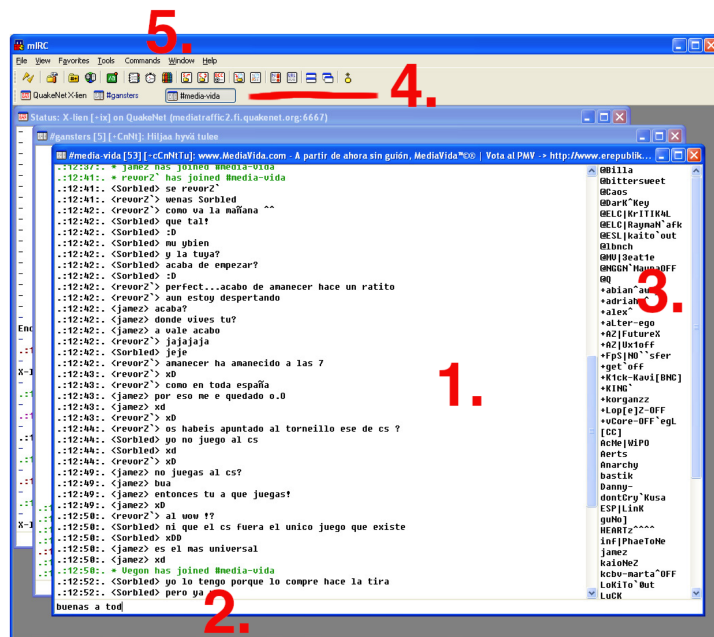 5.
mIRC
File View Favorites Tools Commands Window Help
4.
QuakeNet X-lien #gansters #media-vida
Status: X-lien [+ix] on QuakeNet (mediatraffic2.fi.quakenet.org:6667)
#gansters [5] [+CnNt]: Hiljaa hyvä tulee
#media-vida [53] [-cCnNtTu]: www.MediaVida.com - A partir de ahora sin guión, MediaVida™©® | Vota al PMV -> http://www.erepublik...
.:12:37:. * jamez has joined #media-vida
.:12:41:. * revorZ` has joined #media-vida
.:12:41:. <Sorbled> se revorZ`
.:12:41:. <revorZ`> wenas Sorbled
.:12:42:. <revorZ`> como va la mañana ^^
.:12:42:. <Sorbled> que tal!
.:12:42:. <Sorbled> :D
.:12:42:. <Sorbled> mu ybien
.:12:42:. <Sorbled> y la tuya?
.:12:42:. <Sorbled> acaba de empezar?
.:12:42:. <Sorbled> :D
.:12:42:. <revorZ`> perfect...acabo de amanecer hace un ratito
.:12:42:. <revorZ`> aun estoy despertando
.:12:42:. <jamez> acaba?
.:12:42:. <jamez> donde vives tu?
.:12:42:. <jamez> a vale acabo
.:12:42:. <revorZ`> jajajaja
.:12:42:. <Sorbled> jeje
.:12:43:. <revorZ`> amanecer ha amanecido a las 7
.:12:43:. <revorZ`> xD
.:12:43:. <revorZ`> como en toda españa
.:12:43:. <jamez> por eso me e quedado o.O
.:12:43:. <jamez> xd
.:12:43:. <revorZ`> xD
.:12:44:. <revorZ`> os habeis apuntado al torneillo ese de cs ?
.:12:44:. <Sorbled> yo no juego al cs
.:12:44:. <Sorbled> xd
.:12:44:. <revorZ`> xD
.:12:49:. <jamez> no juegas al cs?
.:12:49:. <jamez> bua
.:12:49:. <jamez> entonces tu a que juegas!
.:12:49:. <jamez> xD
.:12:50:. <revorZ`> al wow !?
.:12:50:. <Sorbled> ni que el cs fuera el unico juego que existe
.:12:50:. <Sorbled> xDD
.:12:50:. <jamez> es el mas universal
.:12:50:. <jamez> xd
.:12:50:. * Vegon has joined #media-vida
.:12:52:. <Sorbled> yo lo tengo porque lo compre hace la tira
.:12:52:. <Sorbled> pero ya
1.
@Billa
@bittersweet
@Caos
@DarK^Key
@ELC|KrITIK4L
@ELC|RaymaN`afk
@ESL|kaito`out
@lbnch
@MV|3eat1e
@NGGN`HaunaOFF
@Q
+abian^au
+adriah
+alex^
+aLter-ego
+AZ|FutureX
+AZ|Ux1off
+FpS|NO``sfer
+get`off
+K1ck-Kavi[BNC]
+KING`
+korganzz
+Lop[e]Z-OFF
+vCore-OFF`egL
[CC]
AcMe|WiPO
Aerts
Anarchy
bastik
Danny-
dontCry`Kusa
ESP|LinK
guNo]
HEARTz^^^^
inf|PhaeToNe
jamez
kaioNeZ
kcbv-marta^OFF
LoKiTo`0ut
LuCK
3.
buenas a tod
2.